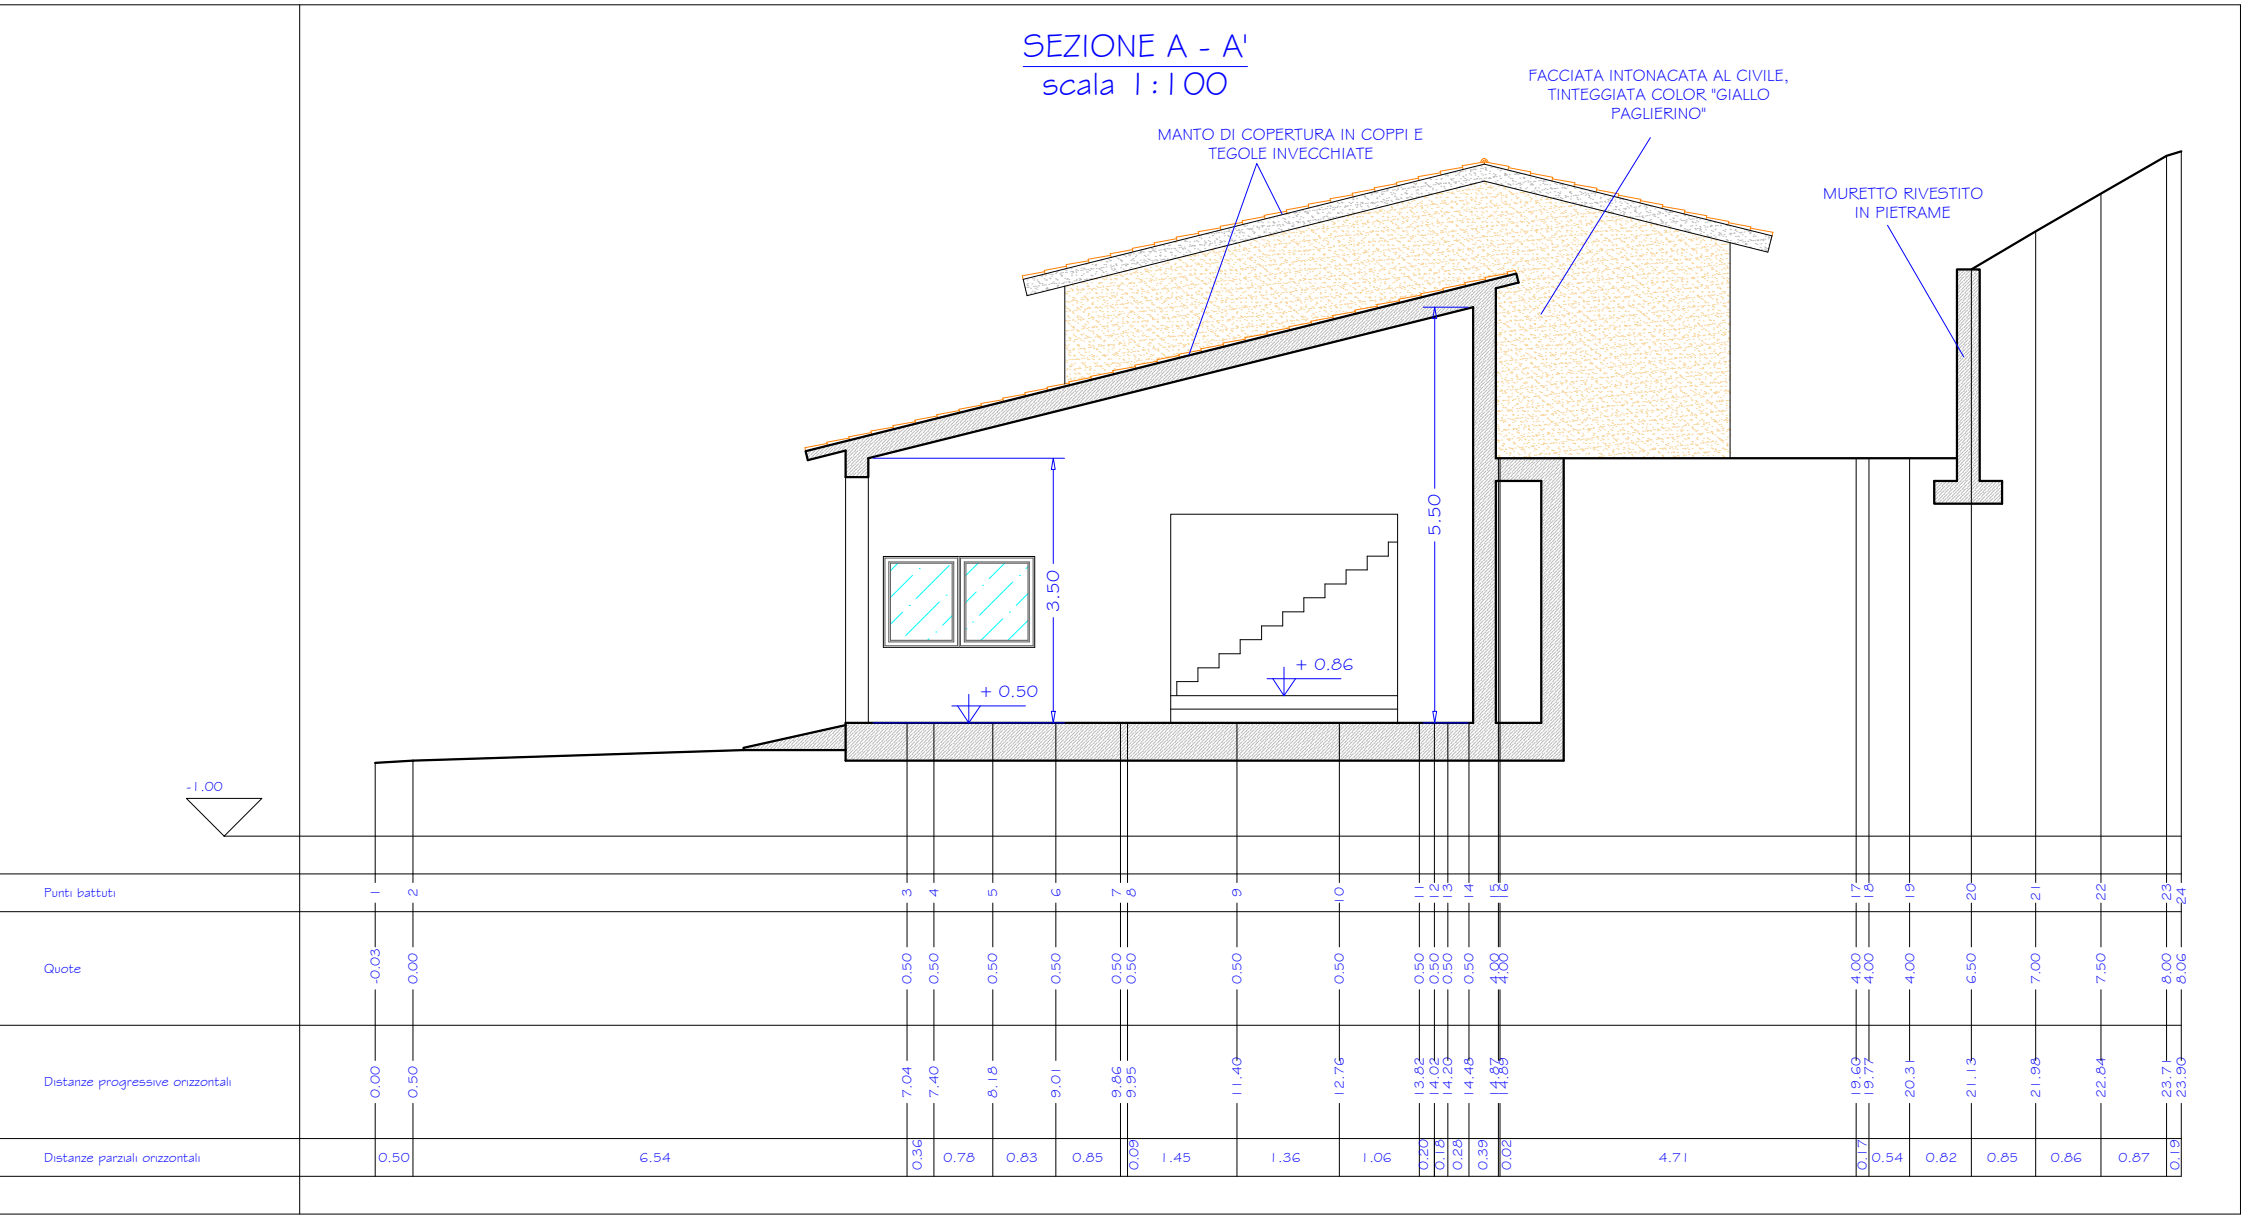 SEZIONE A - A'
scala 1:100
FACCIATA INTONACATA AL CIVILE,
TINTEGGIATA COLOR "GIALLO
PAGLIERINO"
MANTO DI COPERTURA IN COPPI E
TEGOLE INVECCHIATE
MURETTO RIVESTITO
IN PIETRAME
5.50
3.50
+ 0.86
+ 0.50
-1.00
Punti battuti
1 2 3 4 5 6 7 8 9 10 11 12 13 14 15 16 17 18 19 20 21 22 23 24
Quote
-0.03 0.00 0.50 0.50 0.50 0.50 0.50 0.50 0.50 0.50 0.50 0.50 0.50 0.50 4.00 4.00 4.00 4.00 4.00 6.50 7.00 7.50 8.00 8.06
Distanze progressive orizzontali
0.00 0.50 7.04 7.40 8.18 9.01 9.86 9.95 11.40 12.76 13.82 14.02 14.20 14.48 14.87 14.89 19.60 19.77 20.31 21.13 21.98 22.84 23.71 23.90
Distanze parziali orizzontali
0.50 6.54 0.36 0.78 0.83 0.85 0.09 1.45 1.36 1.06 0.20 0.18 0.28 0.39 0.02 4.71 0.17 0.54 0.82 0.85 0.86 0.87 0.19